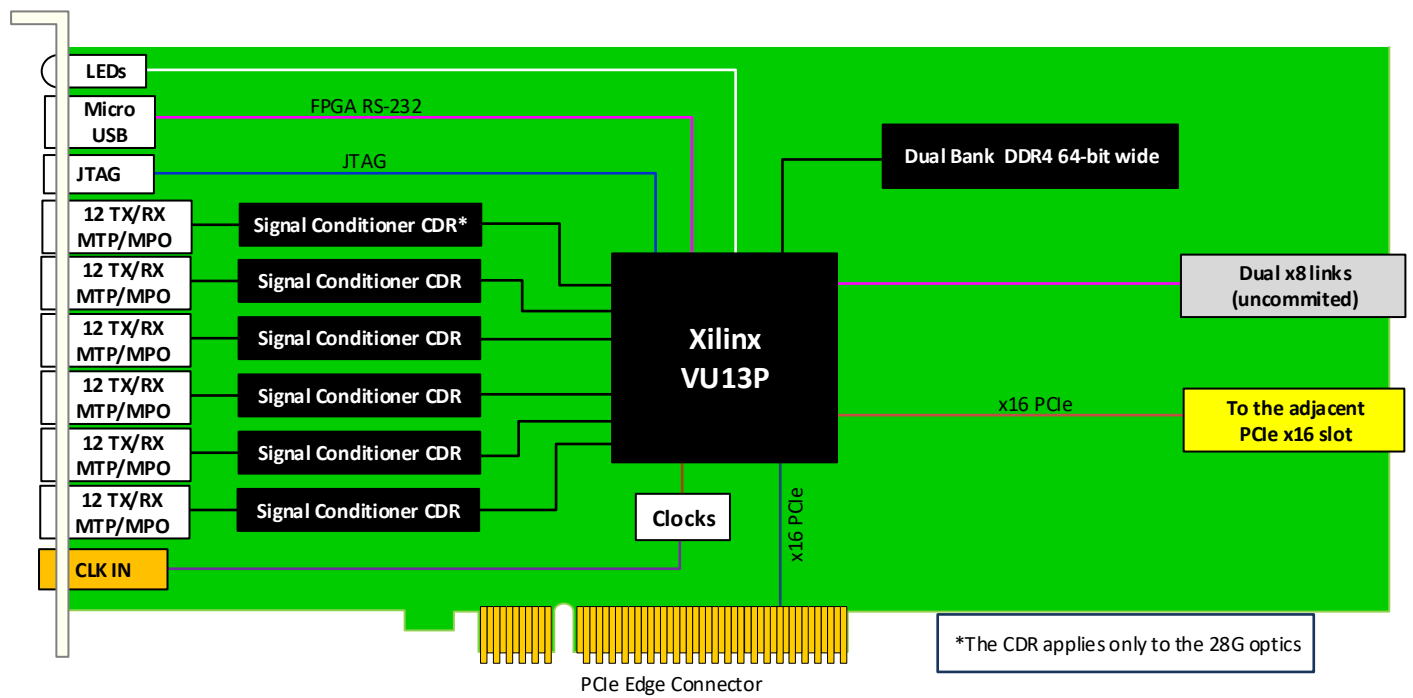 LEDs
Micro
USB
FPGA RS-232
JTAG
JTAG
Dual Bank DDR4 64-bit wide
12 TX/RX
MTP/MPO
Signal Conditioner CDR*
12 TX/RX
MTP/MPO
Signal Conditioner CDR
12 TX/RX
MTP/MPO
Signal Conditioner CDR
12 TX/RX
MTP/MPO
Signal Conditioner CDR
12 TX/RX
MTP/MPO
Signal Conditioner CDR
12 TX/RX
MTP/MPO
Signal Conditioner CDR
Xilinx
VU13P
Dual x8 links
(uncommited)
x16 PCIe
To the adjacent
PCIe x16 slot
Clocks
x16 PCIe
CLK IN
*The CDR applies only to the 28G optics
PCIe Edge Connector